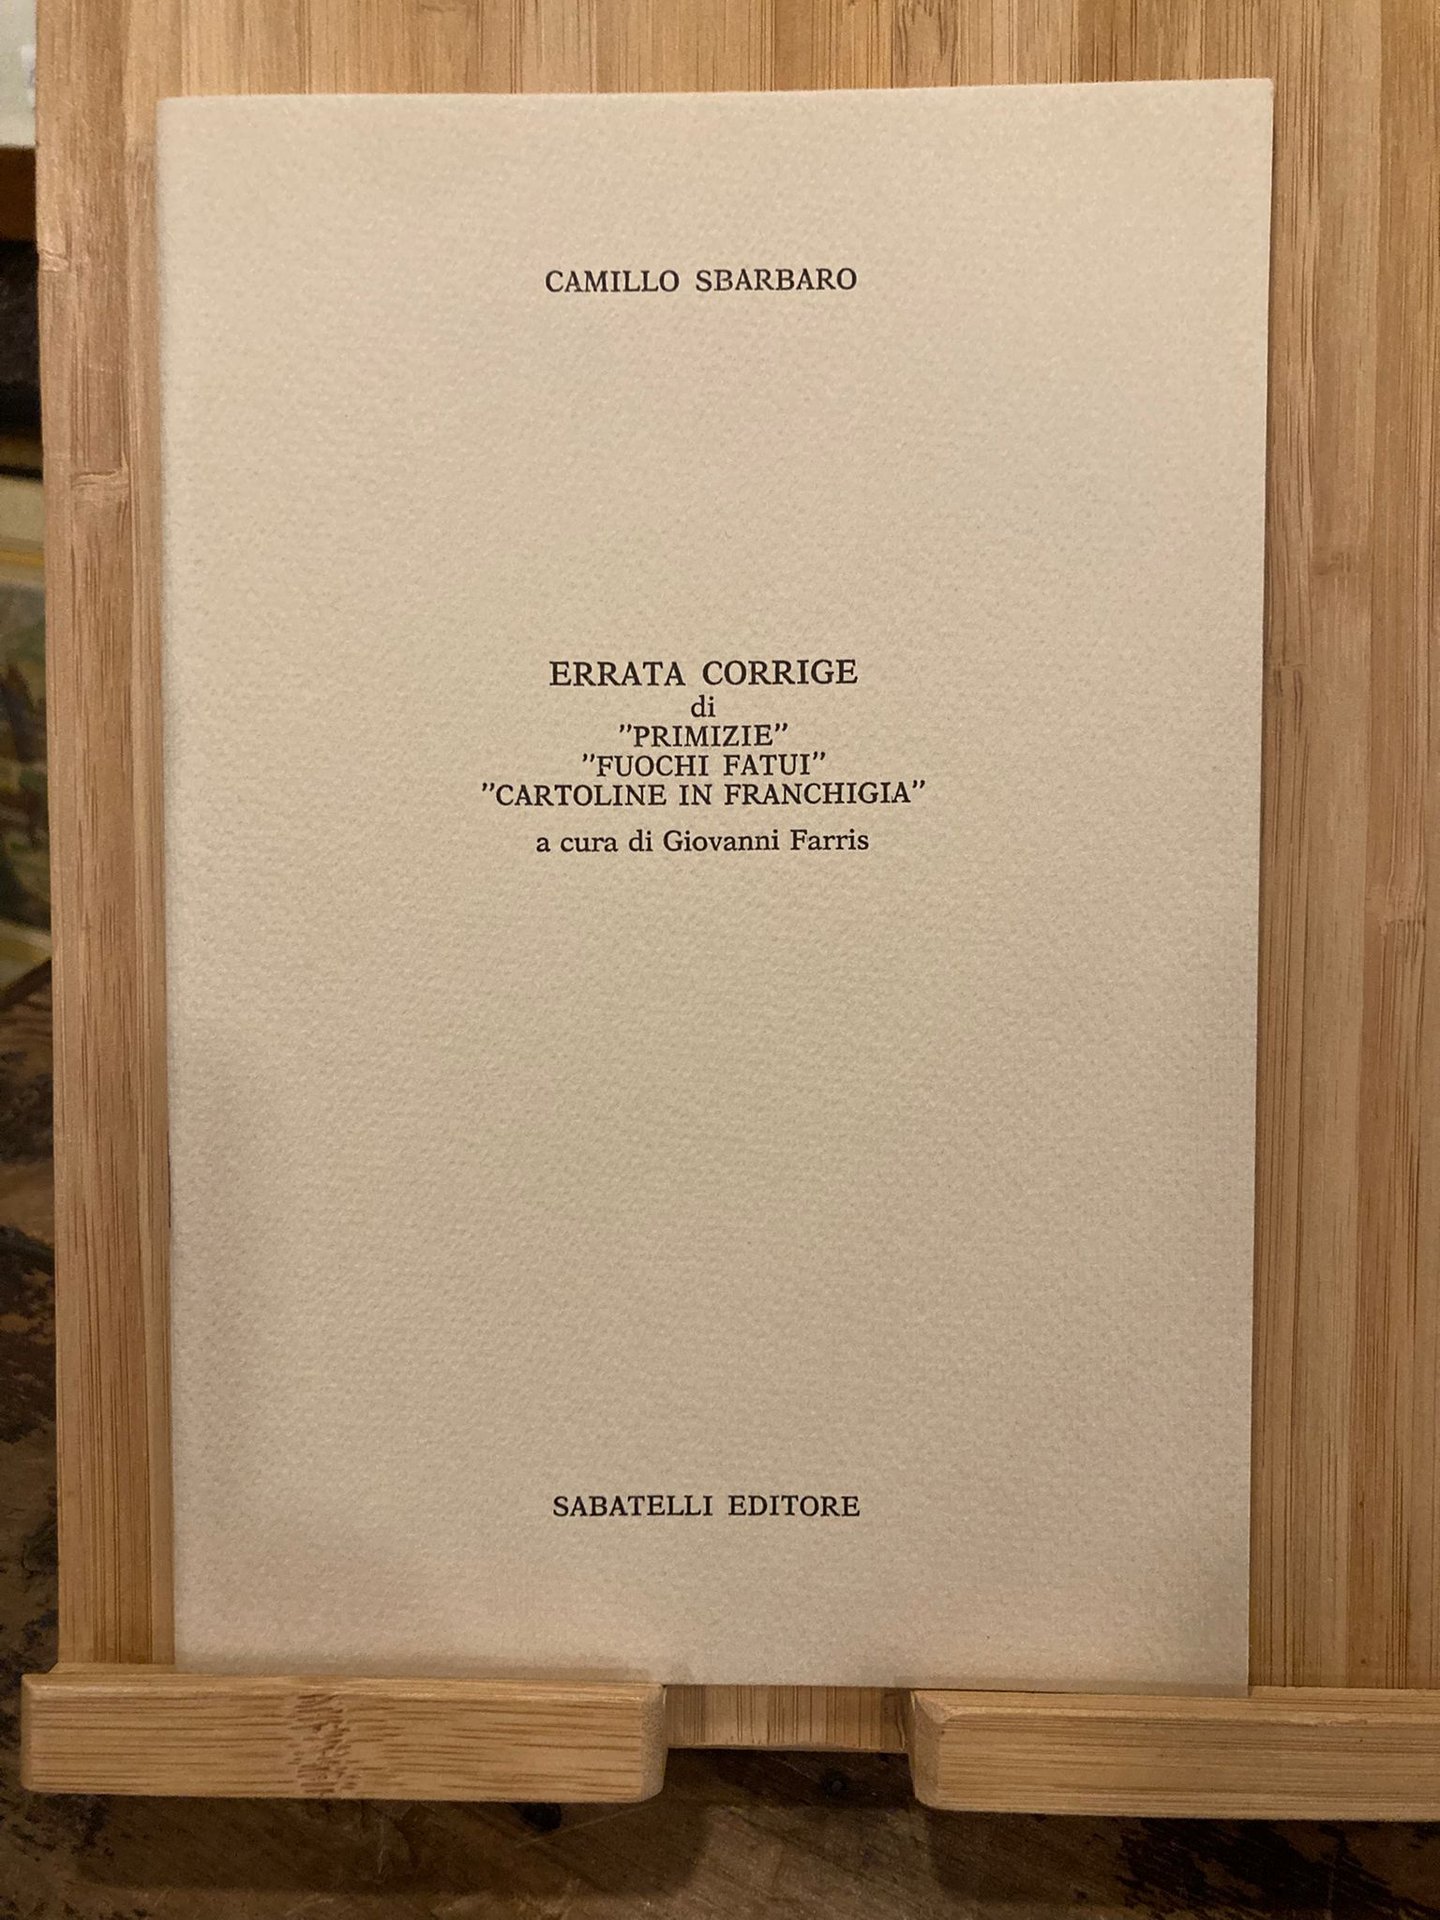 CAMILLO SBARBARO
ERRATA CORRIGE
di
"PRIMIZIE"
"FUOCHI FATUI"
"CARTOLINE IN FRANCHIGIA"
a cura di Giovanni Farris
SABATELLI EDITORE